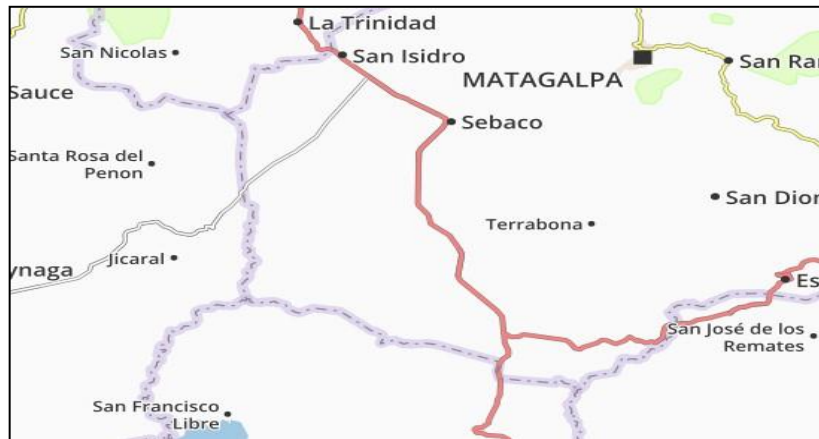 La Trinidad
San Nicolas
San Isidro
San Ra
MATAGALPA
Sauce
Sebaco
Santa Rosa del
Penon
San Dion
Terrabona
Jicaral
ynaga
Es
San José de los
Remates
San Francisco
Libre